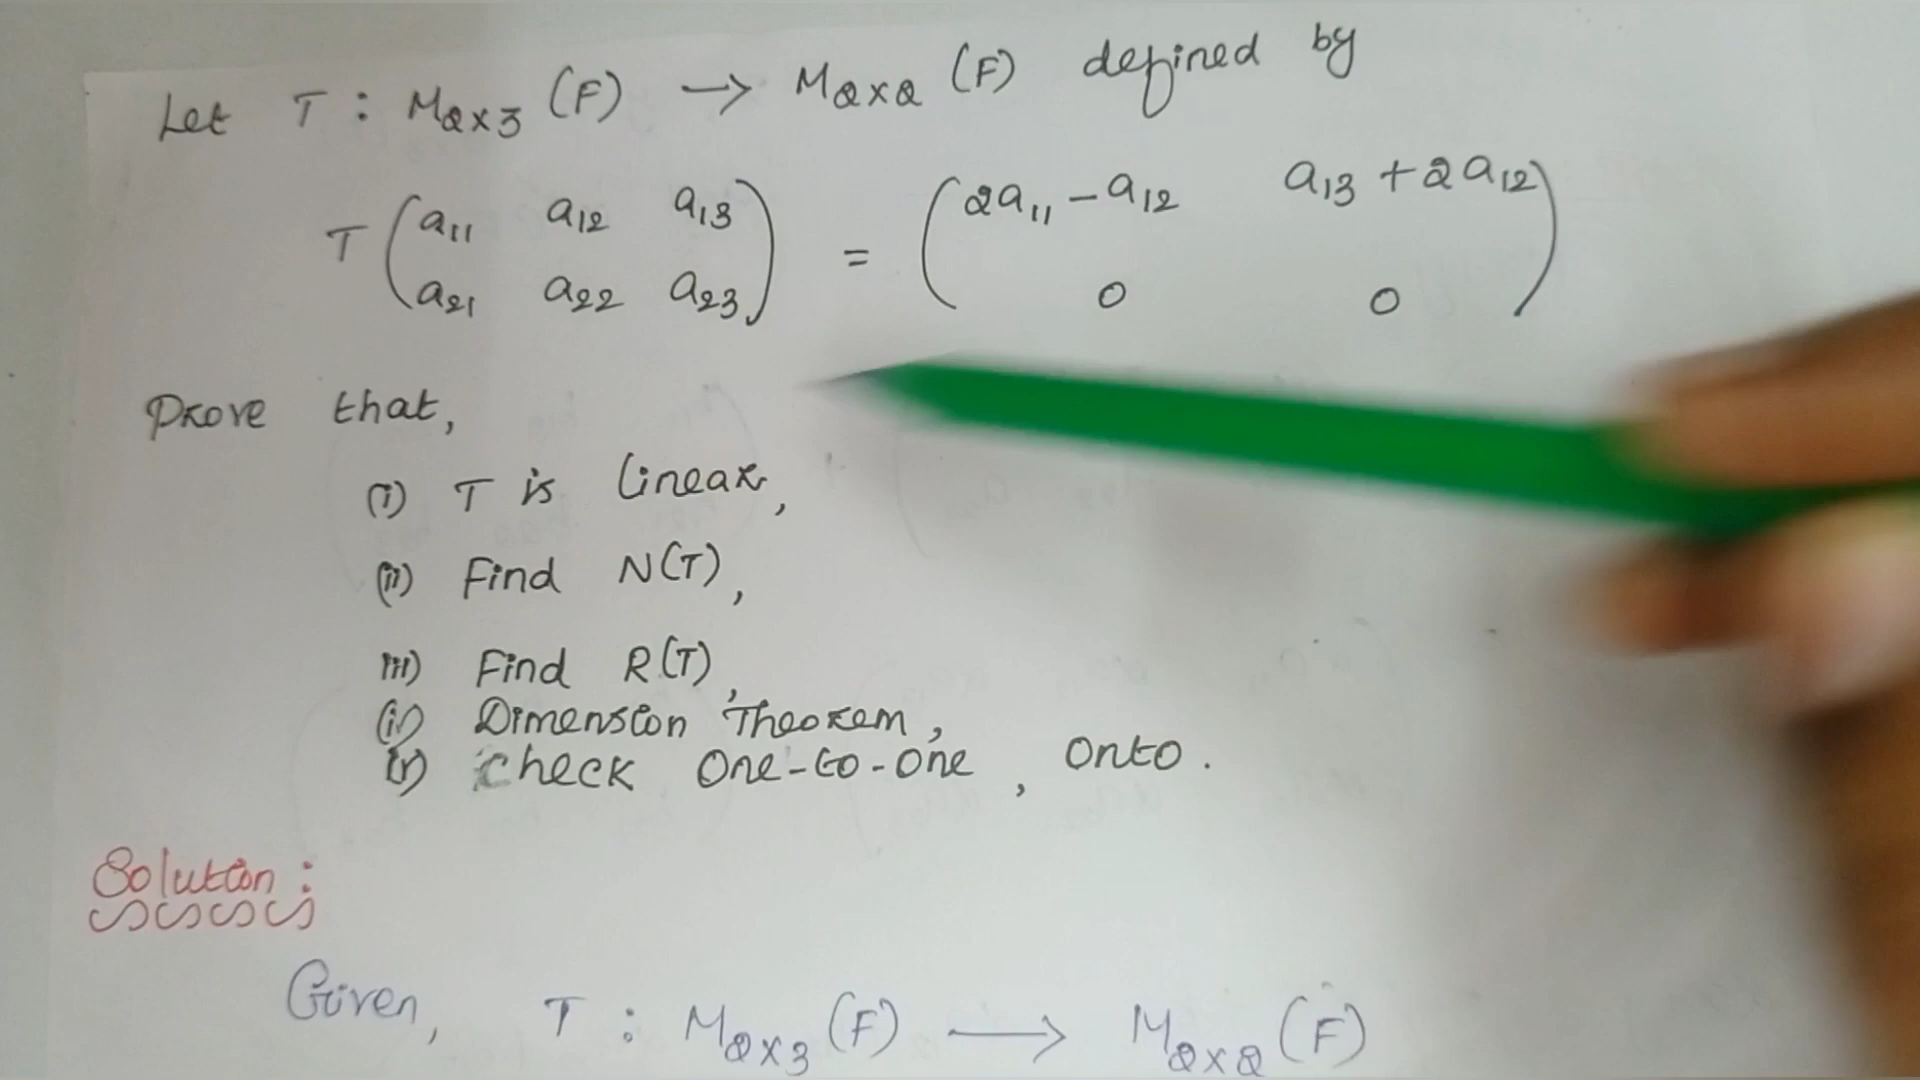 Let T : M2x3 (F) → M2x2 (F) defined by
T ( a11 a12 a13 ) = ( 2a11 - a12 a13 + 2a12 )
( a21 a22 a23 ) ( 0 0 )
Prove that,
(i) T is linear,
(ii) Find N(T),
iii) Find R(T),
(iv) Dimension Theorem,
(v) Check One-to-one, Onto.
Solution:
Given, T : M2x3 (F) → M2x2 (F)